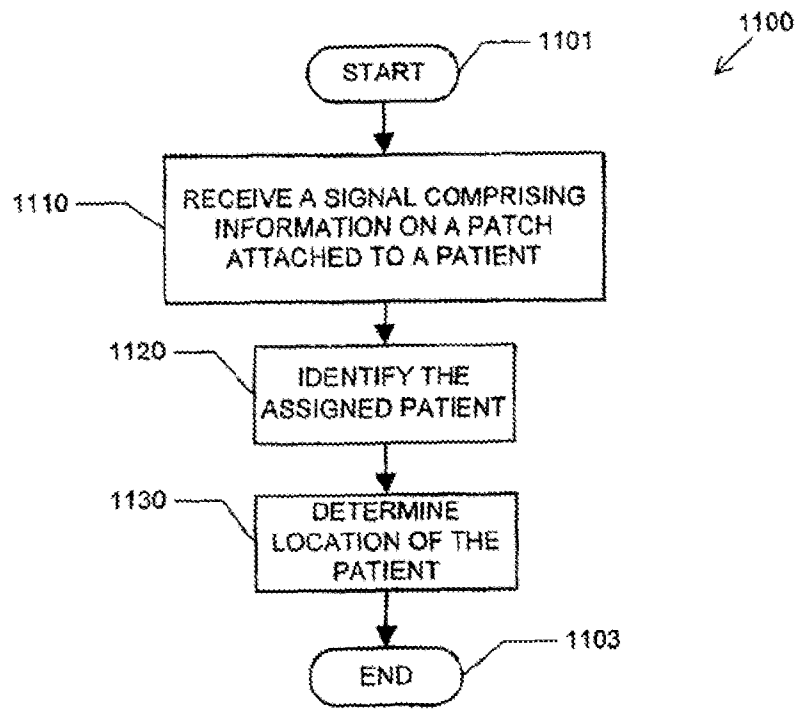 1100
START
1101
1110
RECEIVE A SIGNAL COMPRISING
INFORMATION ON A PATCH
ATTACHED TO A PATIENT
1120
IDENTIFY THE
ASSIGNED PATIENT
1130
DETERMINE
LOCATION OF THE
PATIENT
END
1103